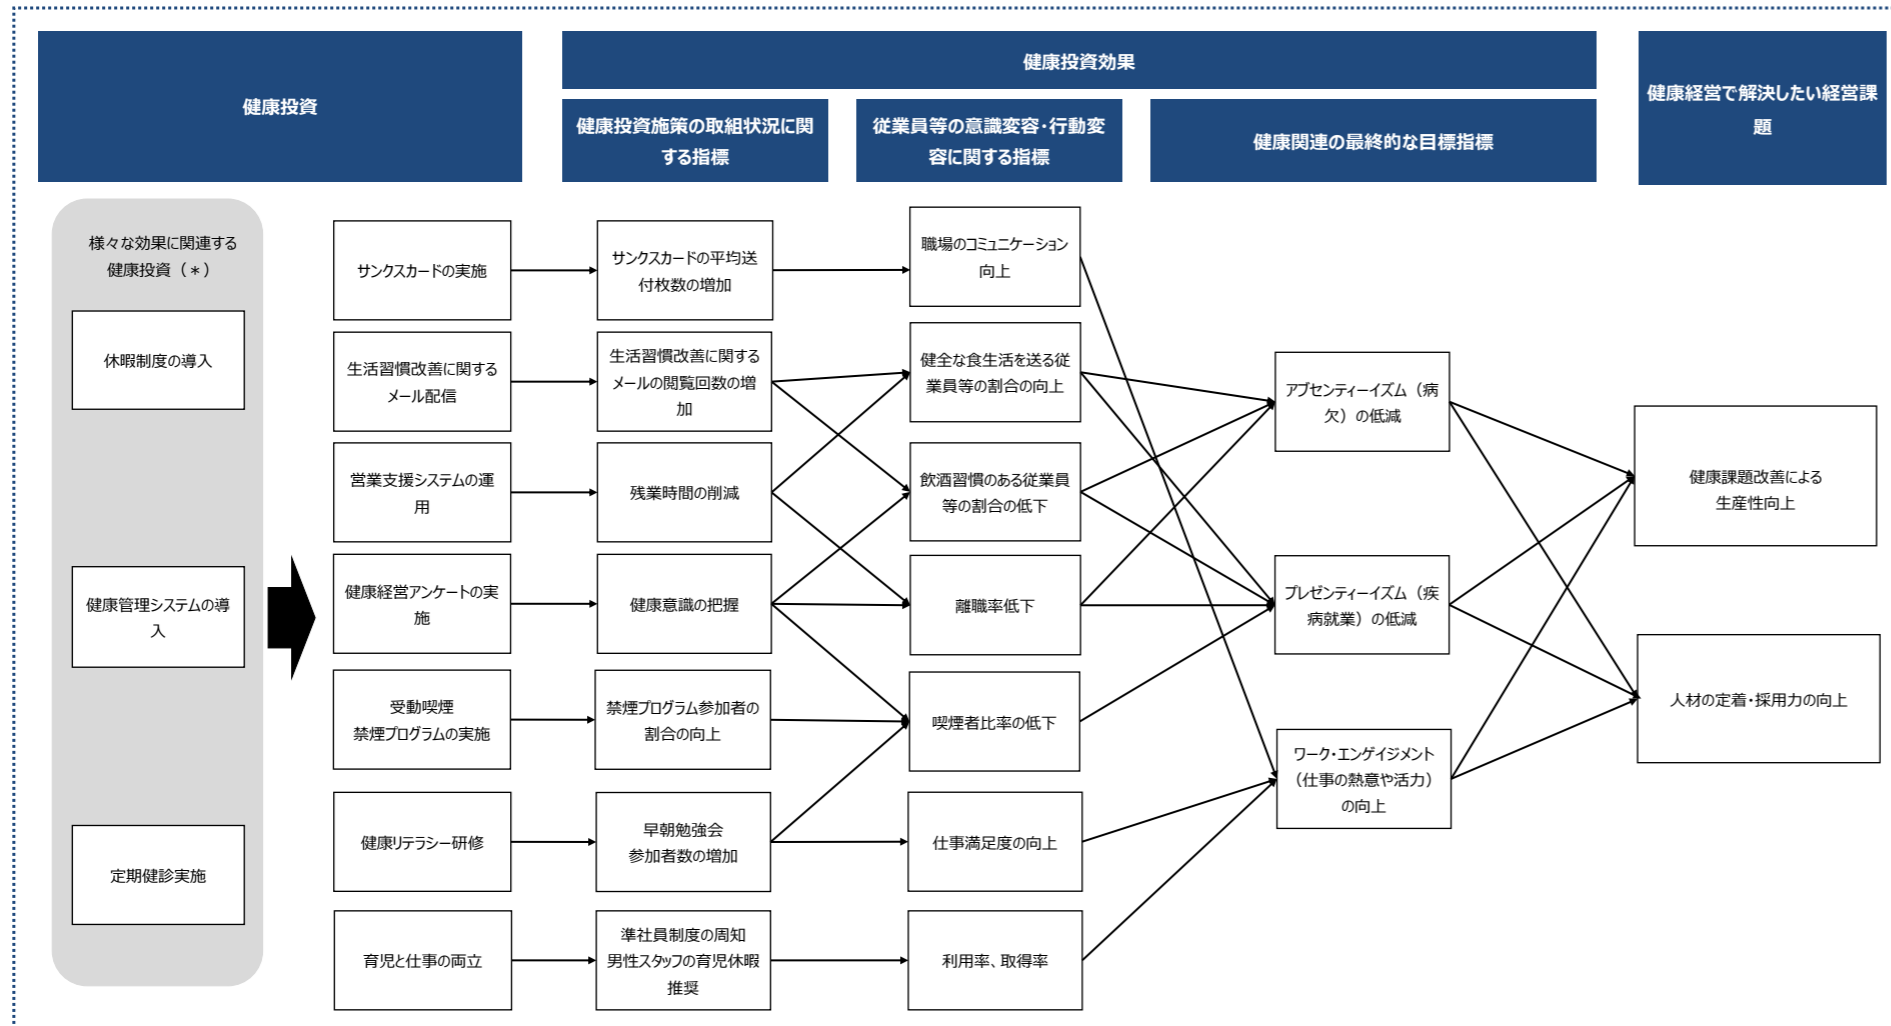 健康投資
健康投資効果
健康経営で解決したい経営課
題
健康投資施策の取組状況に関
する指標
従業員等の意識変容・行動変
容に関する指標
健康関連の最終的な目標指標
様々な効果に関連する
健康投資（＊）
休暇制度の導入
健康管理システムの導
入
定期健診実施
サンクスカードの実施
生活習慣改善に関する
メール配信
営業支援システムの運
用
健康経営アンケートの実
施
受動喫煙
禁煙プログラムの実施
健康リテラシー研修
育児と仕事の両立
サンクスカードの平均送
付枚数の増加
生活習慣改善に関する
メールの閲覧回数の増
加
残業時間の削減
健康意識の把握
禁煙プログラム参加者の
割合の向上
早朝勉強会
参加者数の増加
準社員制度の周知
男性スタッフの育児休暇
推奨
職場のコミュニケーション
向上
健全な食生活を送る従
業員等の割合の向上
飲酒習慣のある従業員
等の割合の低下
離職率低下
喫煙者比率の低下
仕事満足度の向上
利用率、取得率
アブセンティーイズム（病
欠）の低減
プレゼンティーイズム（疾
病就業）の低減
ワーク・エンゲイジメント
（仕事の熱意や活力）
の向上
健康課題改善による
生産性向上
人材の定着・採用力の向上